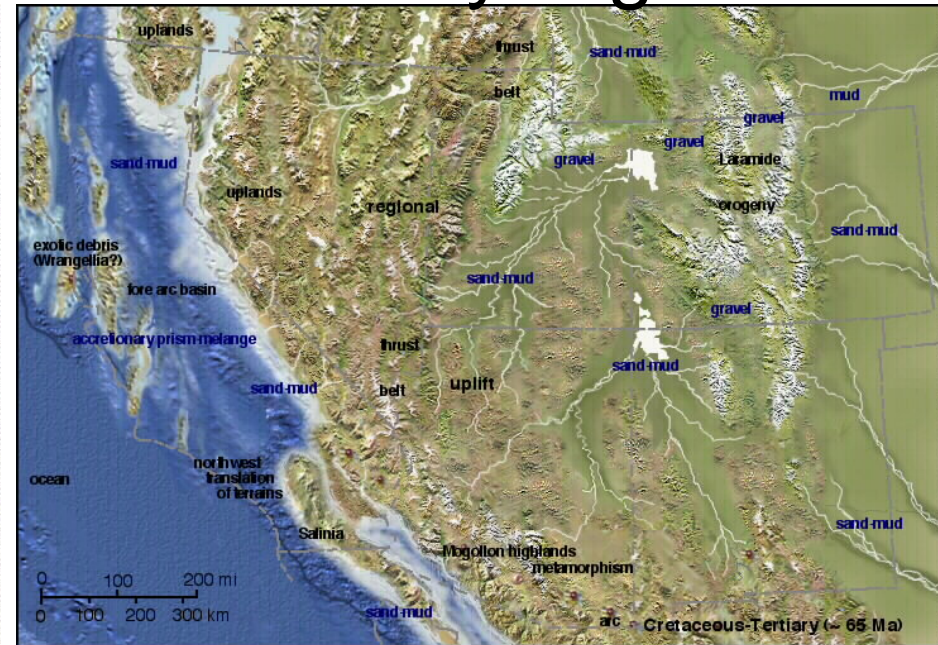 uplands
thrust
sand-mud
belt
mud
gravel
gravel
gravel
Laramide
sand-mud
uplands
regional
orogeny
sand-mud
exotic debris
(Wrangellia?)
sand-mud
fore arc basin
gravel
accretionary prism-melange
thrust
sand-mud
sand-mud
belt
uplift
north west
translation
of terrains
ocean
sand-mud
Salinia
Mogollon highlands
metamorphism
0 100 200 mi
0 100 200 300 km
sand-mud
arc
Cretaceous-Tertiary (~ 65 Ma)